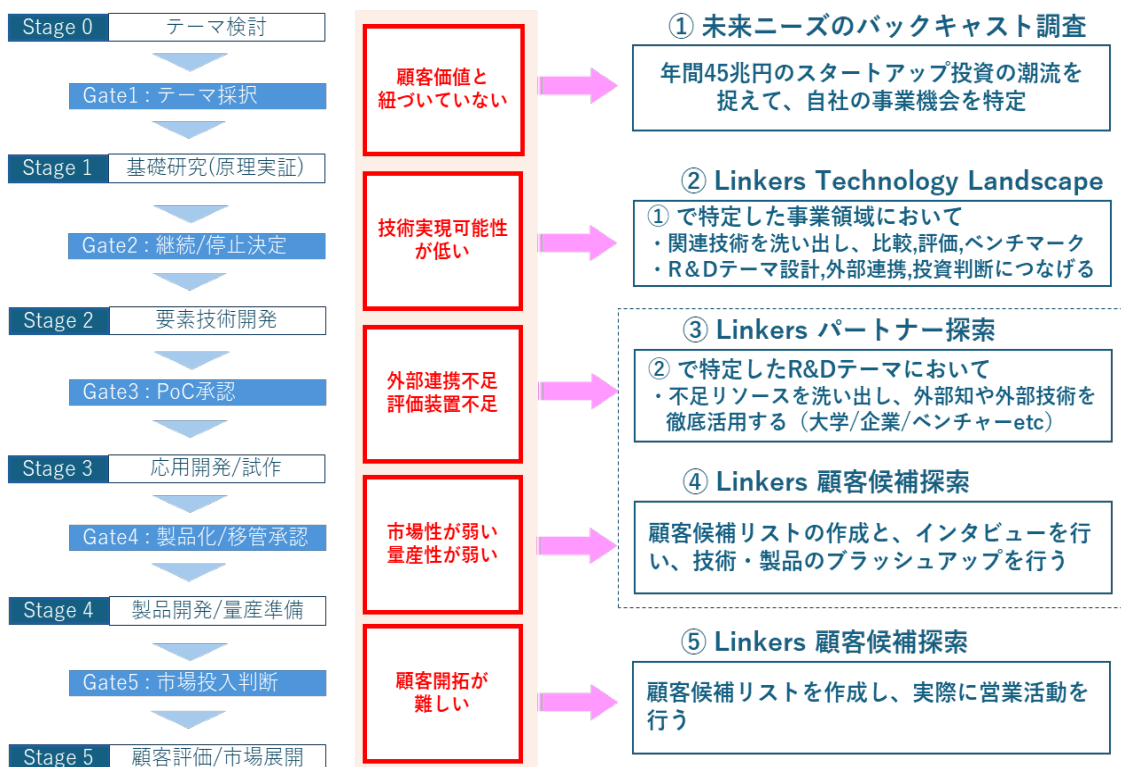 Stage 0
テーマ検討
Gate1 : テーマ採択
Stage 1
基礎研究(原理実証)
Gate2 : 継続/停止決定
Stage 2
要素技術開発
Gate3 : PoC承認
Stage 3
応用開発/試作
Gate4 : 製品化/移管承認
Stage 4
製品開発/量産準備
Gate5 : 市場投入判断
Stage 5
顧客評価/市場展開
顧客価値と
紐づいていない
技術実現可能性
が低い
外部連携不足
評価装置不足
市場性が弱い
量産性が弱い
顧客開拓が
難しい
① 未来ニーズのバックキャスト調査
年間45兆円のスタートアップ投資の潮流を
捉えて、自社の事業機会を特定
② Linkers Technology Landscape
① で特定した事業領域において
・関連技術を洗い出し、比較,評価,ベンチマーク
・R&Dテーマ設計,外部連携,投資判断につなげる
③ Linkers パートナー探索
② で特定したR&Dテーマにおいて
・不足リソースを洗い出し、外部知や外部技術を
徹底活用する（大学/企業/ベンチャーetc）
④ Linkers 顧客候補探索
顧客候補リストの作成と、インタビューを行
い、技術・製品のブラッシュアップを行う
⑤ Linkers 顧客候補探索
顧客候補リストを作成し、実際に営業活動を
行う